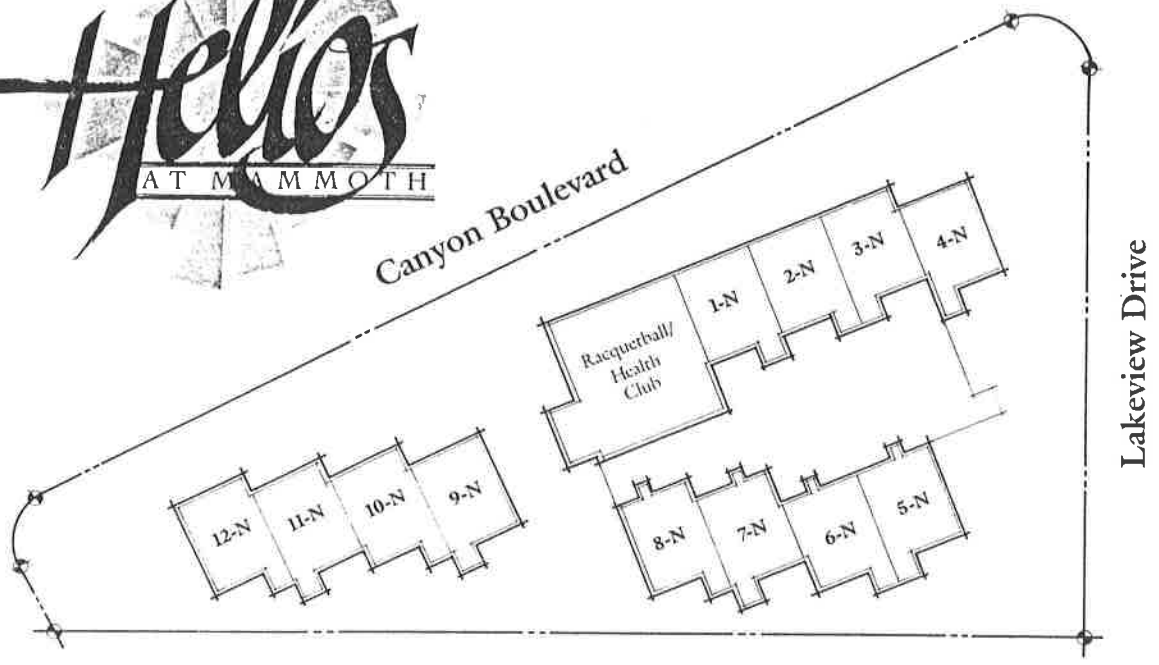 Helios
AT MAMMOTH
Canyon Boulevard
Lakeview Drive
1-N
2-N
3-N
4-N
Racquetball/
Health
Club
12-N
11-N
10-N
9-N
8-N
7-N
6-N
5-N